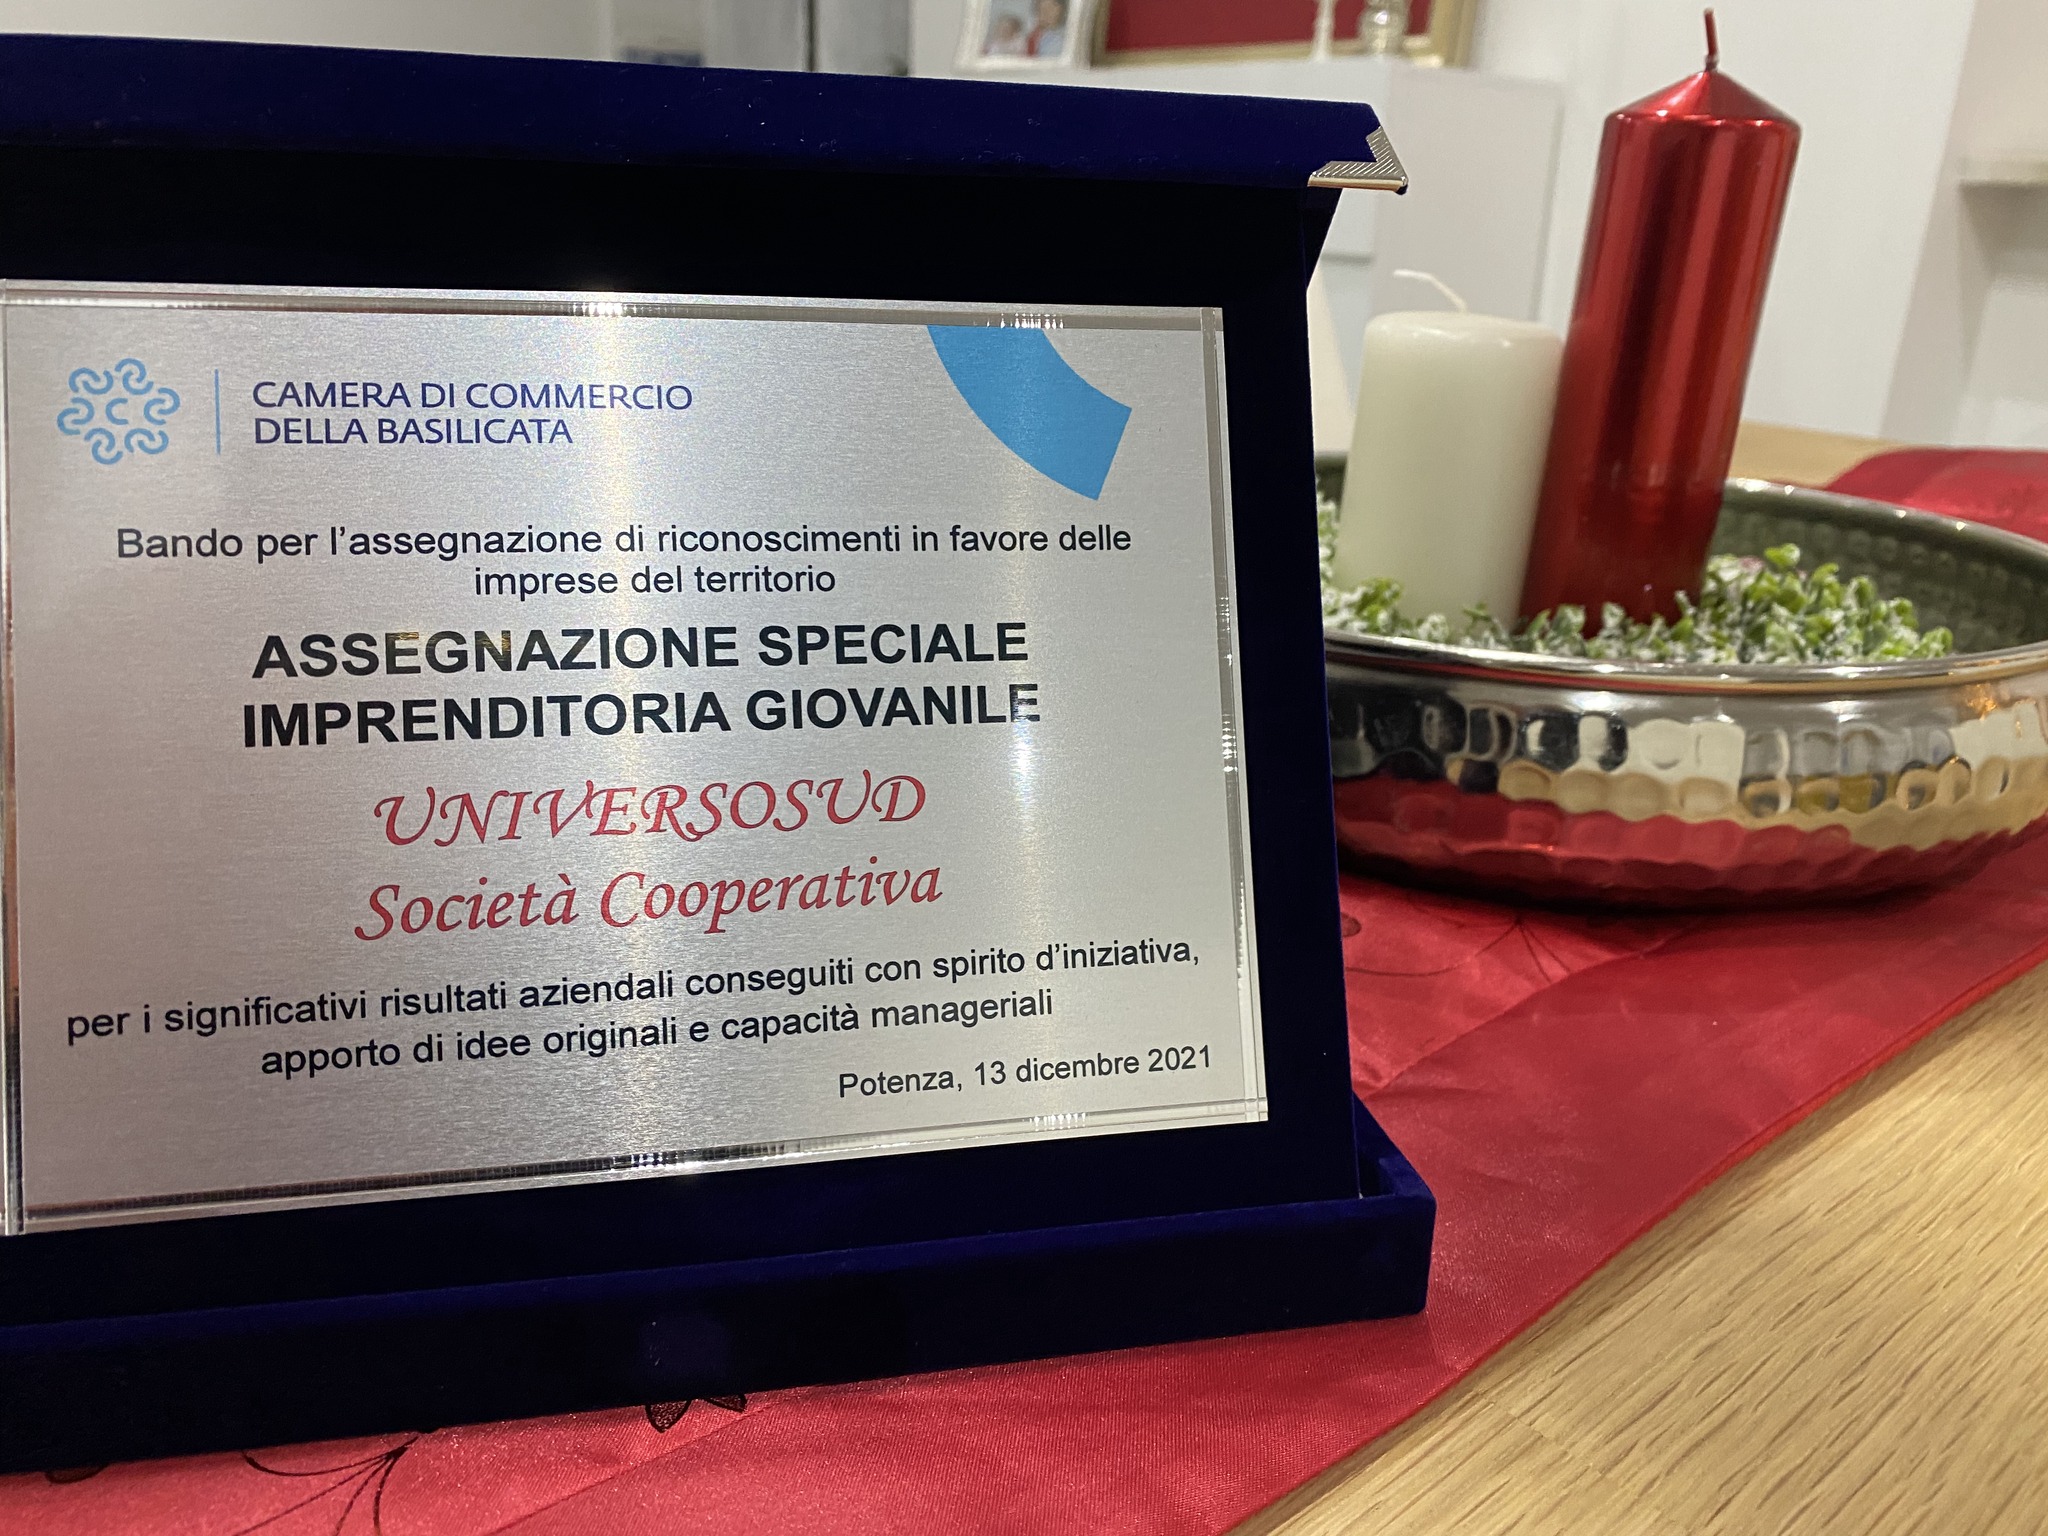 CAMERA DI COMMERCIO
DELLA BASILICATA
Bando per l'assegnazione di riconoscimenti in favore delle
imprese del territorio
ASSEGNAZIONE SPECIALE
IMPRENDITORIA GIOVANILE
UNIVERSOSUD
Società Cooperativa
per i significativi risultati aziendali conseguiti con spirito d'iniziativa,
apporto di idee originali e capacità manageriali
Potenza, 13 dicembre 2021